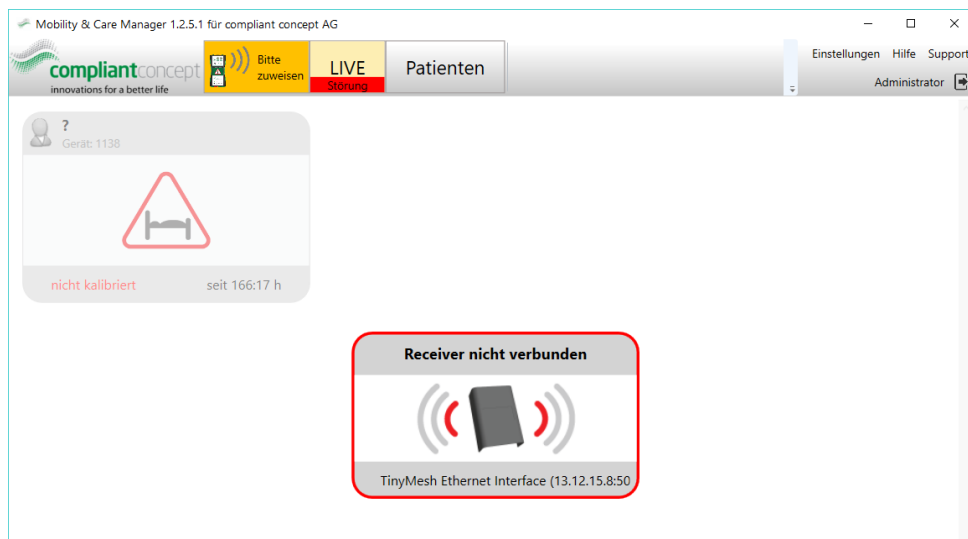 Mobility & Care Manager 1.2.5.1 für compliant concept AG
compliantconcept
innovations for a better life
Bitte
zuweisen
LIVE
Störung
Patienten
Einstellungen Hilfe Support
Administrator
?
Gerät: 1138
nicht kalibriert seit 166:17 h
Receiver nicht verbunden
TinyMesh Ethernet Interface (13.12.15.8:50